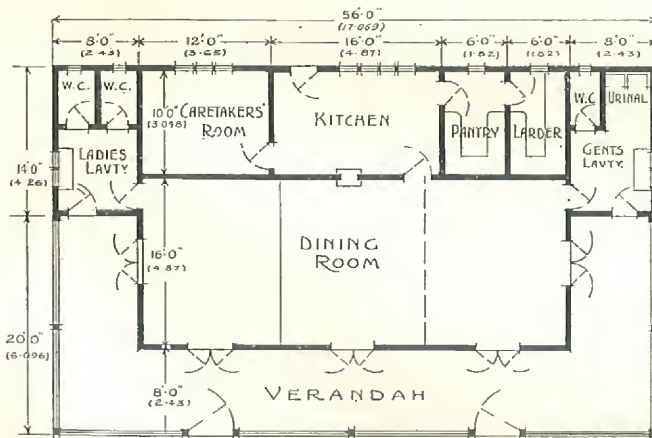 56'·0"
(17·069)
8'·0"
(2·43)
12'·0"
(3·65)
16'·0"
(4·87)
6'·0"
(1·82)
6'·0"
(1·82)
8'·0"
(2·43)
W.C.
W.C.
10'·0"
(3·048)
CARETAKERS'
ROOM
KITCHEN
PANTRY
LARDER
W.C
URINAL
14'·0"
(4·26)
LADIES
LAVTY.
GENTS
LAVTY.
16'·0"
(4·87)
DINING
ROOM
20'·0"
(6·096)
8'·0"
(2·43)
VERANDAH